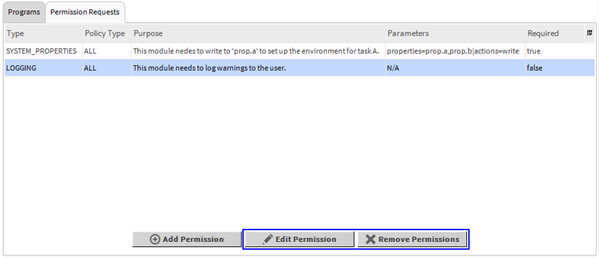 Programs Permission Requests
Type Policy Type Purpose Parameters Required
SYSTEM_PROPERTIES ALL This module nedes to write to 'prop.a' to set up the environment for task A. properties=prop.a,prop.b|actions=write true
LOGGING ALL This module needs to log warnings to the user. N/A false
Add Permission Edit Permission Remove Permissions